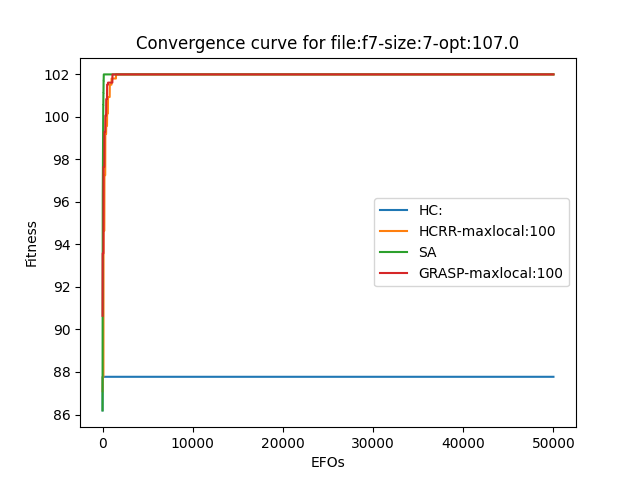 Convergence curve for file:f7-size:7-opt:107.0
102
100
98
96
94
92
90
88
86
Fitness
HC:
HCRR-maxlocal:100
SA
GRASP-maxlocal:100
0 10000 20000 30000 40000 50000
EFOs